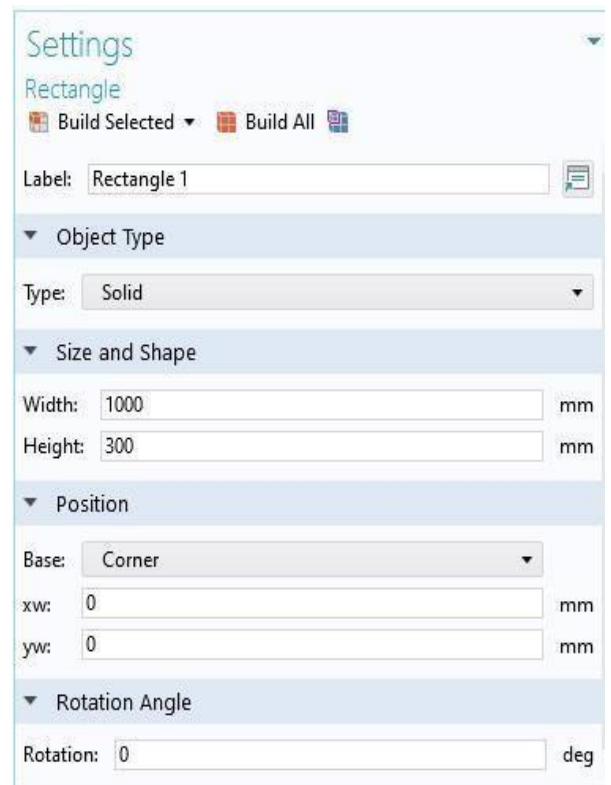 Settings
Rectangle
Build Selected Build All
Label: Rectangle 1
Object Type
Type: Solid
Size and Shape
Width: 1000 mm
Height: 300 mm
Position
Base: Corner
xw: 0 mm
yw: 0 mm
Rotation Angle
Rotation: 0 deg